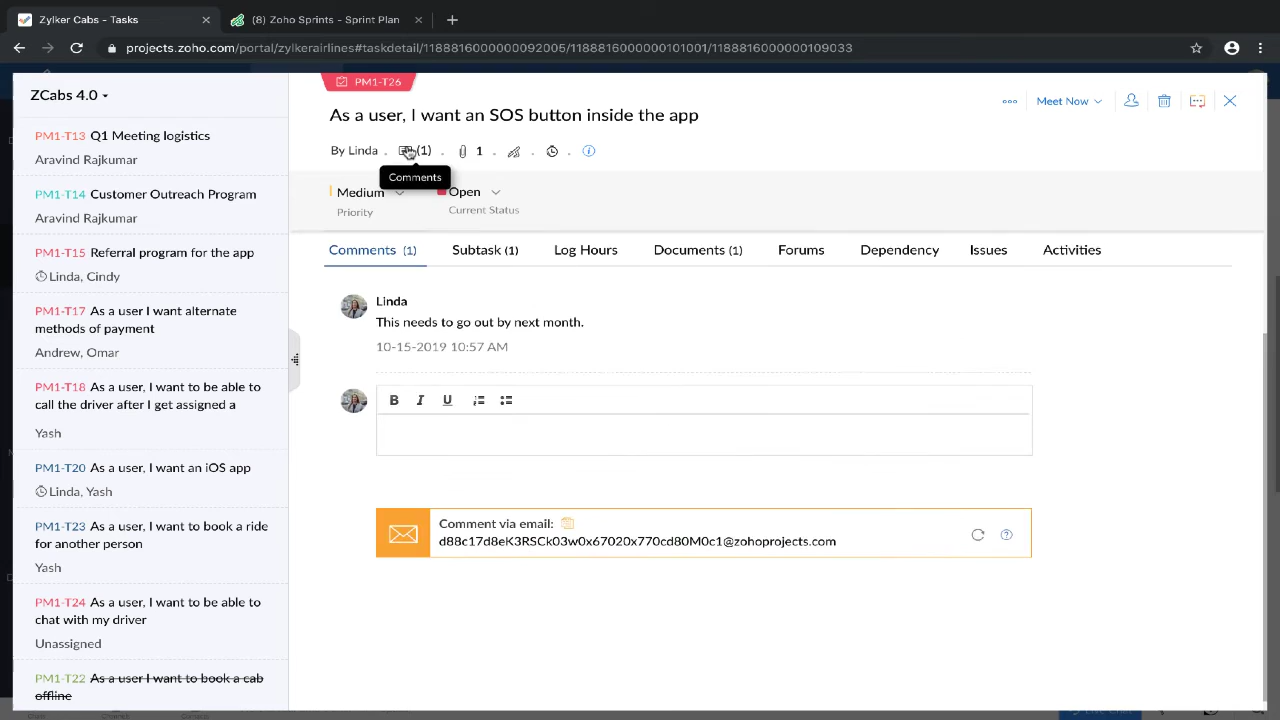 Zylker Cabs - Tasks
(8) Zoho Sprints - Sprint Plan
projects.zoho.com/portal/zylkerairlines#taskdetail/1188816000000092005/1188816000000101001/1188816000000109033
ZCabs 4.0
PM1-T13 Q1 Meeting logistics
Aravind Rajkumar
PM1-T14 Customer Outreach Program
Aravind Rajkumar
PM1-T15 Referral program for the app
Linda, Cindy
PM1-T17 As a user I want alternate
methods of payment
Andrew, Omar
PM1-T18 As a user, I want to be able to
call the driver after I get assigned a
Yash
PM1-T20 As a user, I want an iOS app
Linda, Yash
PM1-T23 As a user, I want to book a ride
for another person
Yash
PM1-T24 As a user, I want to be able to
chat with my driver
Unassigned
PM1-T22 As a user I want to book a cab
offline
PM1-T26
Meet Now
As a user, I want an SOS button inside the app
By Linda (1) 1
Comments
Medium Open
Priority Current Status
Comments (1) Subtask (1) Log Hours Documents (1) Forums Dependency Issues Activities
Linda
This needs to go out by next month.
10-15-2019 10:57 AM
B I U
Comment via email:
d88c17d8eK3RSCk03w0x67020x770cd80M0c1@zohoprojects.com